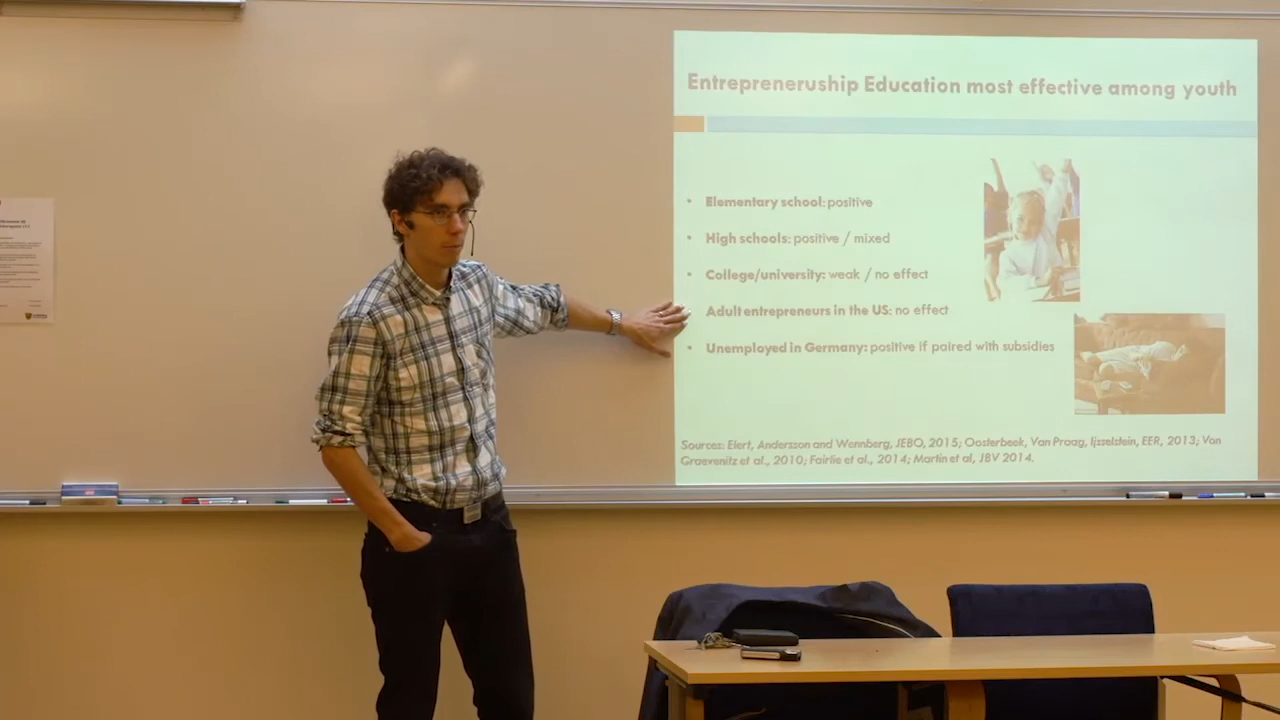 Entrepreneruship Education most effective among youth
• Elementary school: positive
• High schools: positive / mixed
• College/university: weak / no effect
Adult entrepreneurs in the US: no effect
• Unemployed in Germany: positive if paired with subsidies
Sources: Elert, Andersson and Wennberg, JEBO, 2015; Oosterbeek, Van Praag, Ijsselstein, EER, 2013; Von
Graevenitz et al., 2010; Fairlie et al., 2014; Martin et al, JBV 2014.